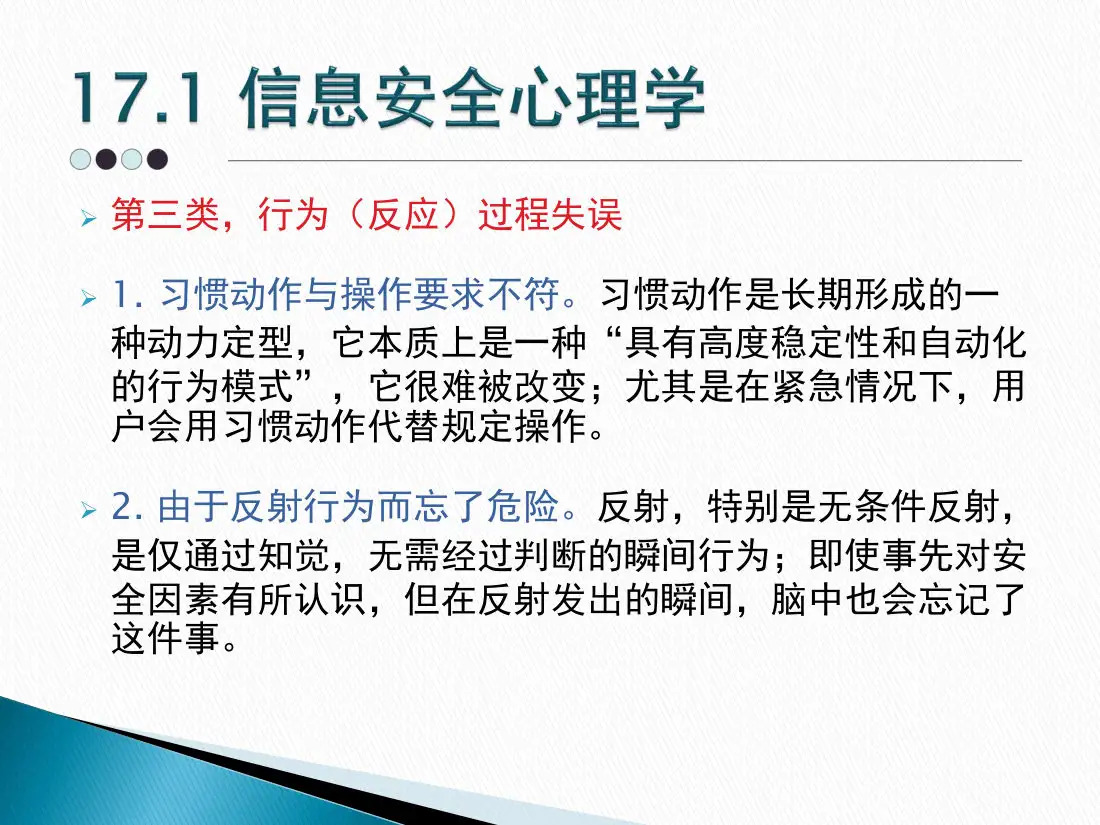 17.1 信息安全心理学
第三类，行为（反应）过程失误
1. 习惯动作与操作要求不符。习惯动作是长期形成的一
种动力定型，它本质上是一种“具有高度稳定性和自动化
的行为模式”，它很难被改变；尤其是在紧急情况下，用
户会用习惯动作代替规定操作。
2. 由于反射行为而忘了危险。反射，特别是无条件反射，
是仅通过知觉，无需经过判断的瞬间行为；即使事先对安
全因素有所认识，但在反射发出的瞬间，脑中也会忘记了
这件事。